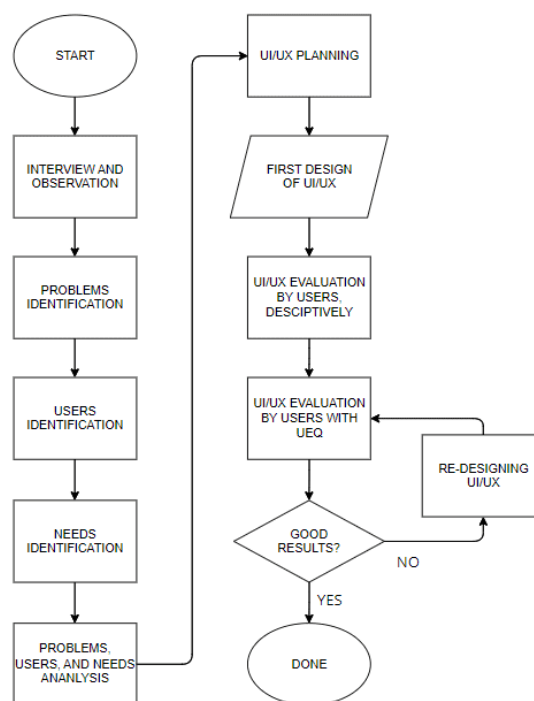 START
INTERVIEW AND
OBSERVATION
PROBLEMS
IDENTIFICATION
USERS
IDENTIFICATION
NEEDS
IDENTIFICATION
PROBLEMS,
USERS, AND NEEDS
ANANLYSIS
UI/UX PLANNING
FIRST DESIGN
OF UI/UX
UI/UX EVALUATION
BY USERS,
DESCIPTIVELY
UI/UX EVALUATION
BY USERS WITH
UEQ
RE-DESIGNING
UI/UX
GOOD
RESULTS?
NO
YES
DONE